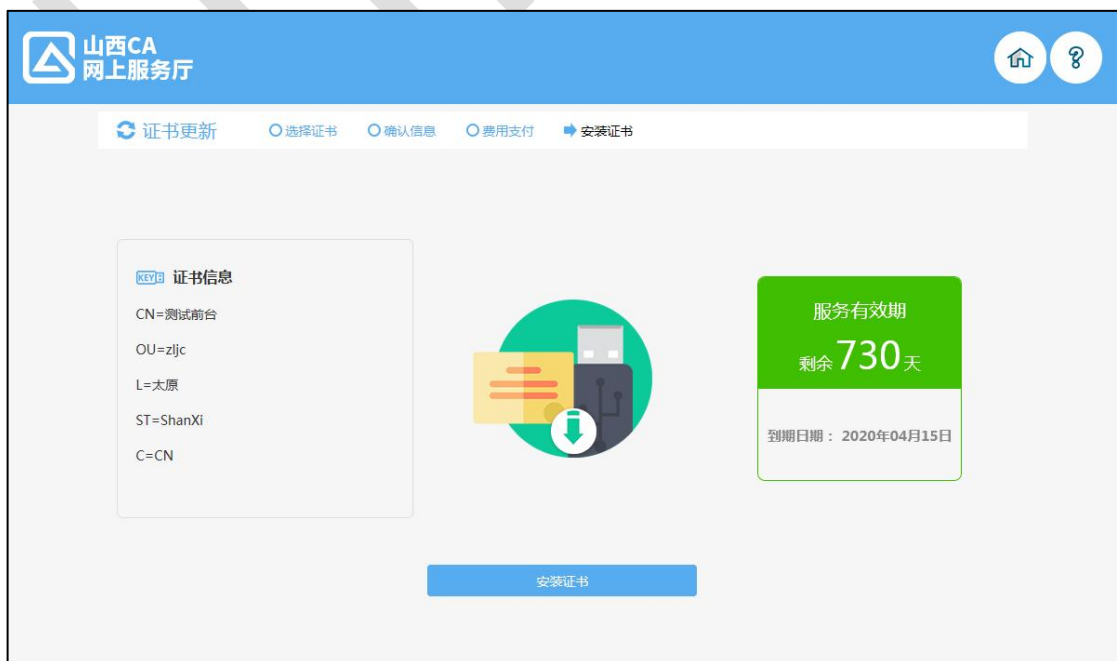 山西CA
网上服务厅
证书更新 选择证书 确认信息 费用支付 安装证书
KEY 证书信息
CN=测试前台
OU=zljc
L=太原
ST=ShanXi
C=CN
服务有效期
剩余730天
到期日期： 2020年04月15日
安装证书